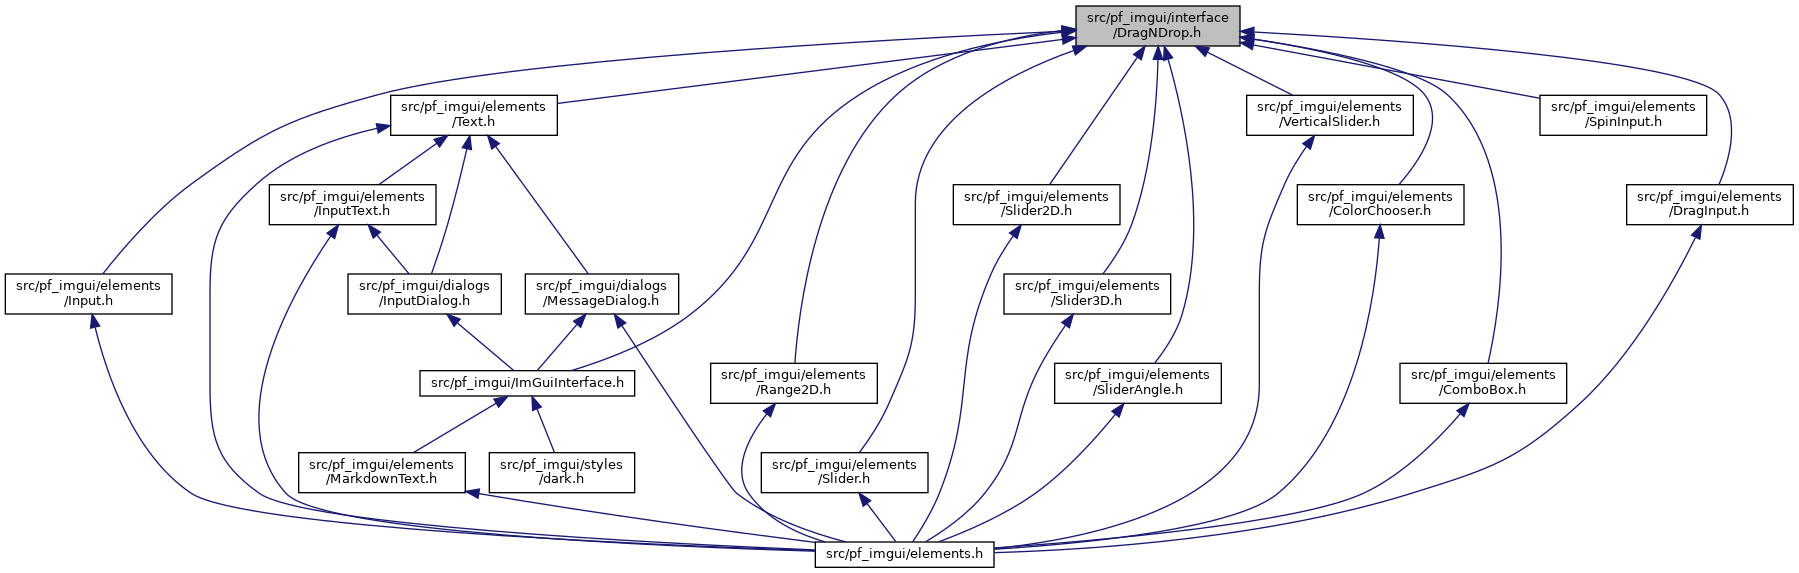 src/pf_imgui/interface
/DragNDrop.h
src/pf_imgui/elements
/Text.h
src/pf_imgui/elements
/VerticalSlider.h
src/pf_imgui/elements
/SpinInput.h
src/pf_imgui/elements
/InputText.h
src/pf_imgui/elements
/Slider2D.h
src/pf_imgui/elements
/ColorChooser.h
src/pf_imgui/elements
/DragInput.h
src/pf_imgui/elements
/Input.h
src/pf_imgui/dialogs
/InputDialog.h
src/pf_imgui/dialogs
/MessageDialog.h
src/pf_imgui/elements
/Slider3D.h
src/pf_imgui/ImGuiInterface.h
src/pf_imgui/elements
/Range2D.h
src/pf_imgui/elements
/SliderAngle.h
src/pf_imgui/elements
/ComboBox.h
src/pf_imgui/elements
/MarkdownText.h
src/pf_imgui/styles
/dark.h
src/pf_imgui/elements
/Slider.h
src/pf_imgui/elements.h